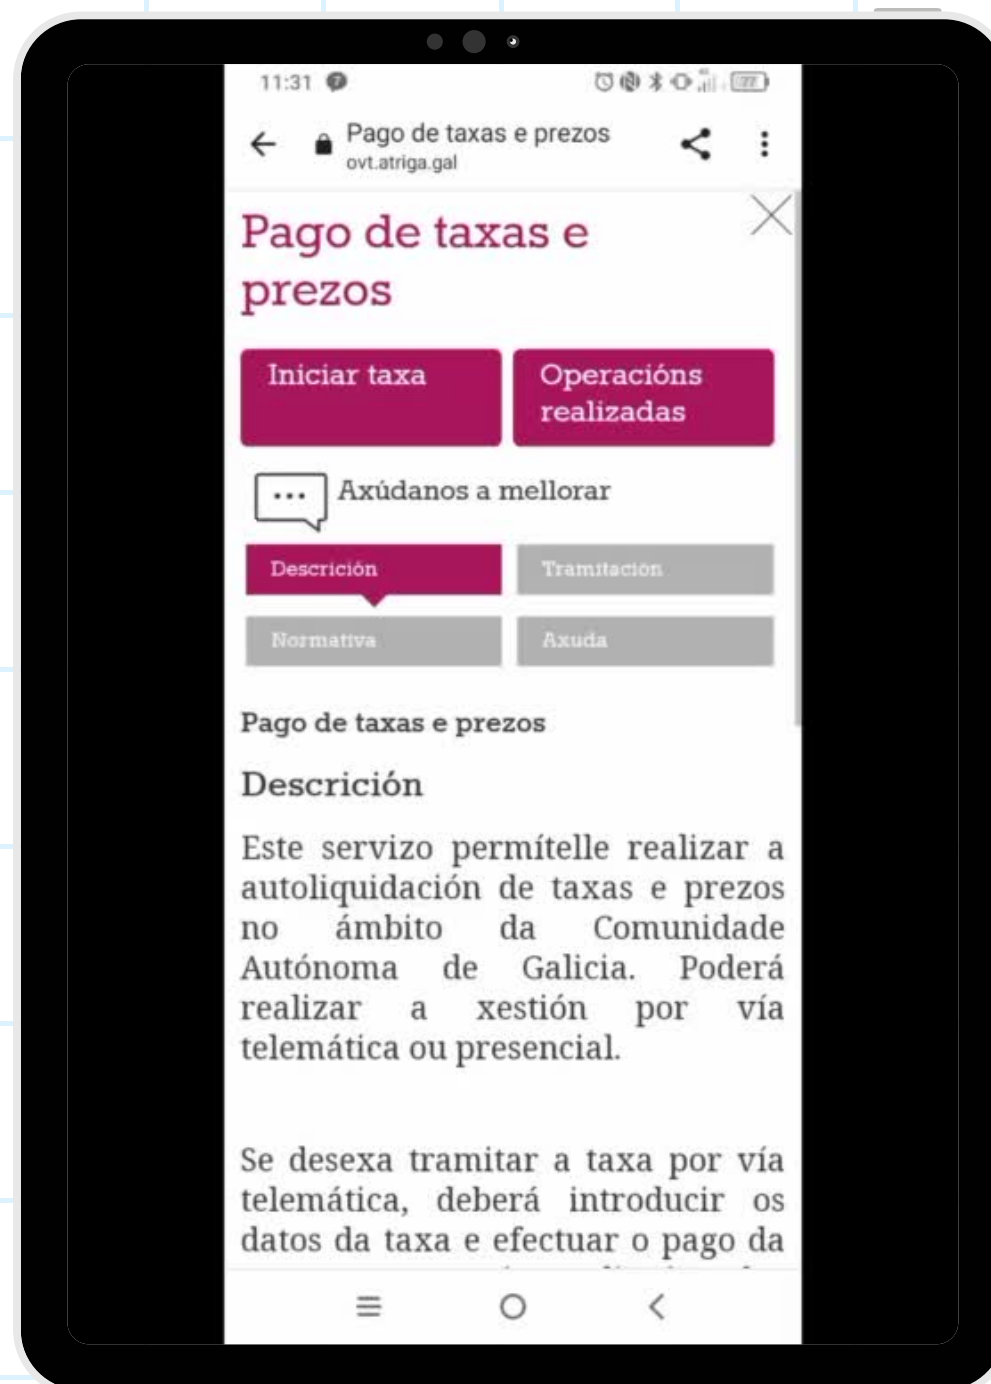 11:31
77
Pago de taxas e prezos
ovt.atriga.gal
Pago de taxas e
prezos
Iniciar taxa
Operacións
realizadas
Axúdanos a mellorar
Descrición
Tramitación
Normativa
Axuda
Pago de taxas e prezos
Descrición
Este servizo permítelle realizar a
autoliquidación de taxas e prezos
no ámbito da Comunidade
Autónoma de Galicia. Poderá
realizar a xestión por vía
telemática ou presencial.
Se desexa tramitar a taxa por vía
telemática, deberá introducir os
datos da taxa e efectuar o pago da